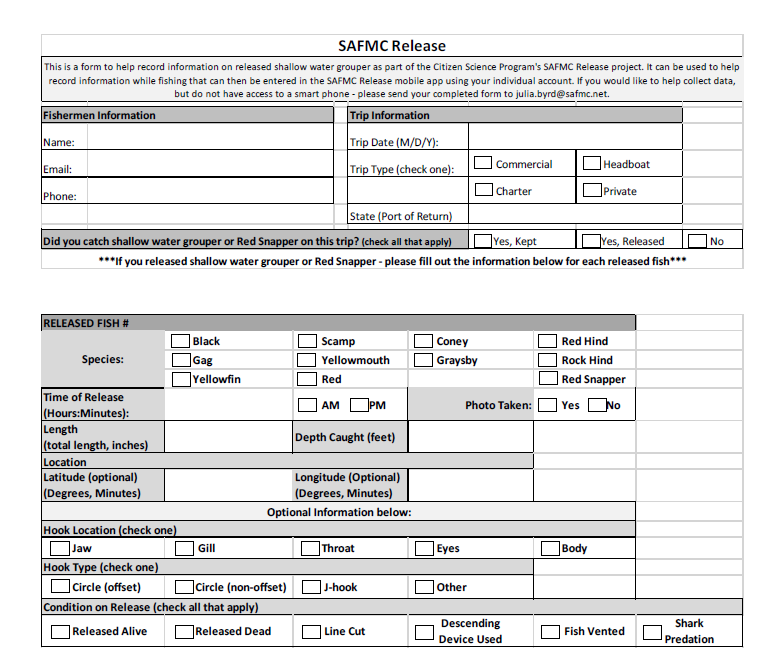 SAFMC Release
This is a form to help record information on released shallow water grouper as part of the Citizen Science Program's SAFMC Release project. It can be used to help
record information while fishing that can then be entered in the SAFMC Release mobile app using your individual account. If you would like to help collect data,
but do not have access to a smart phone - please send your completed form to julia.byrd@safmc.net.
Fishermen Information Trip Information
Name: Trip Date (M/D/Y):
Email: Trip Type (check one): Commercial Headboat
Phone: Charter Private
State (Port of Return)
Did you catch shallow water grouper or Red Snapper on this trip? (check all that apply) Yes, Kept Yes, Released No
***If you released shallow water grouper or Red Snapper - please fill out the information below for each released fish***
RELEASED FISH #
Black Scamp Coney Red Hind
Species: Gag Yellowmouth Graysby Rock Hind
Yellowfin Red Red Snapper
Time of Release
(Hours:Minutes): AM PM Photo Taken: Yes No
Length
(total length, inches) Depth Caught (feet)
Location
Latitude (optional) Longitude (Optional)
(Degrees, Minutes) (Degrees, Minutes)
Optional Information below:
Hook Location (check one)
Jaw Gill Throat Eyes Body
Hook Type (check one)
Circle (offset) Circle (non-offset) J-hook Other
Condition on Release (check all that apply)
Released Alive Released Dead Line Cut Descending Device Used Fish Vented Shark Predation